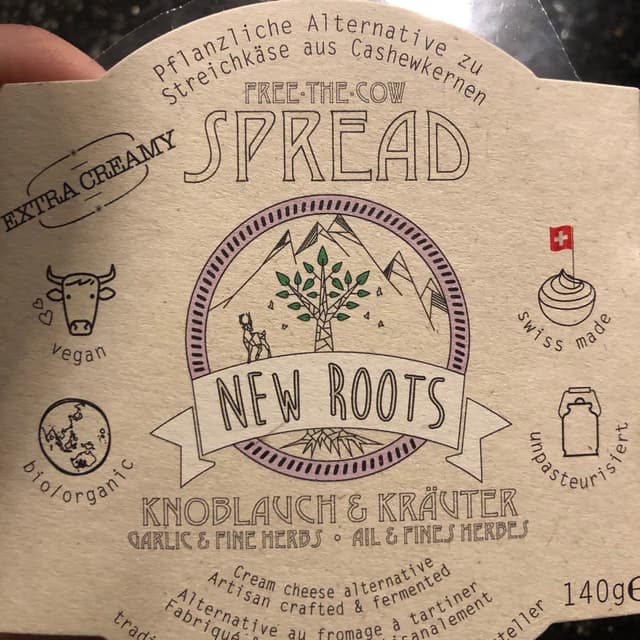 Pflanzliche Alternative zu
Streichkäse aus Cashewkernen
FREE·THE·COW
SPREAD
EXTRA CREAMY
vegan
swiss made
NEW ROOTS
bio/organic
unpasteurisiert
KNOBLAUCH & KRÄUTER
GARLIC & FINE HERBS • AIL & FINES HERBES
Cream cheese alternative
Artisan crafted & fermented
140g
Alternative au fromage à tartiner
Fabriqué